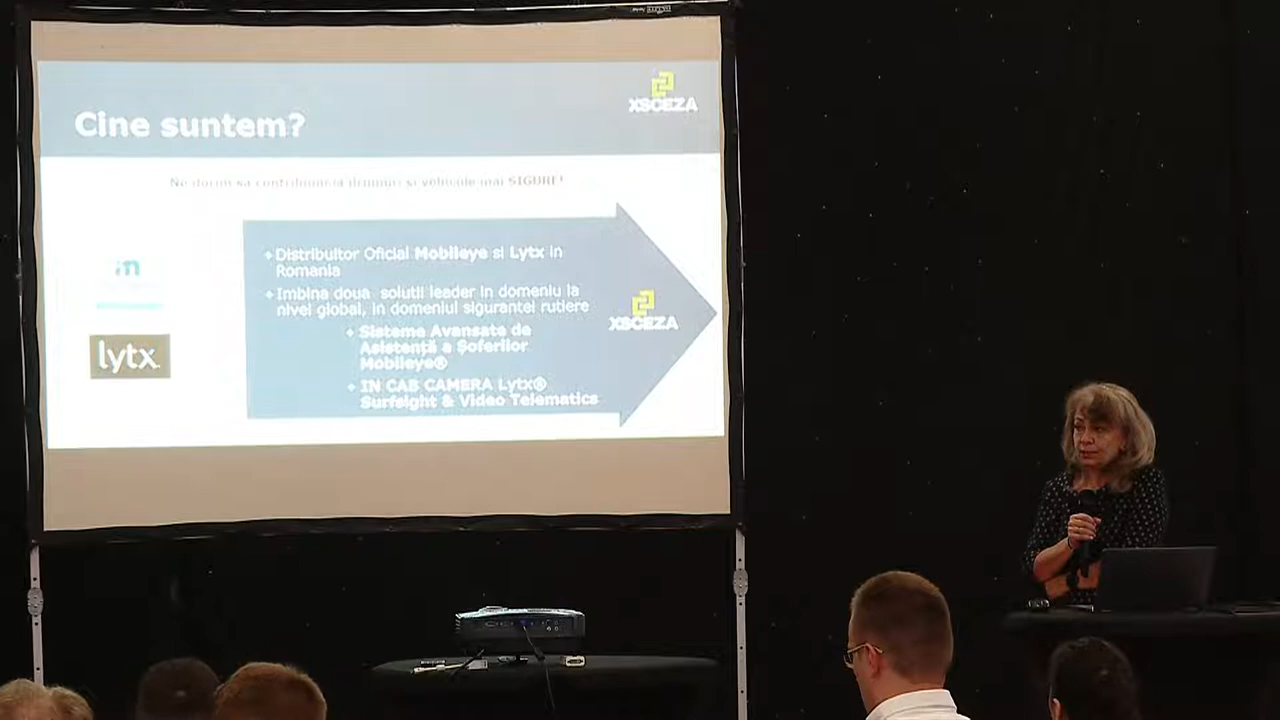 XSCEZA
Cine suntem?
Ne dorim sa contribuim la drumuri si vehicule mai SIGURE!
Distribuitor Oficial Mobileye si Lytx in
Romania
Imbina doua solutii leader in domeniu la
nivel global, in domeniul sigurantei rutiere
Sisteme Avansate de
Asistență a Șoferilor
Mobileye®
IN CAB CAMERA Lytx®
Surfsight & Video Telematics
XSCEZA
lytx